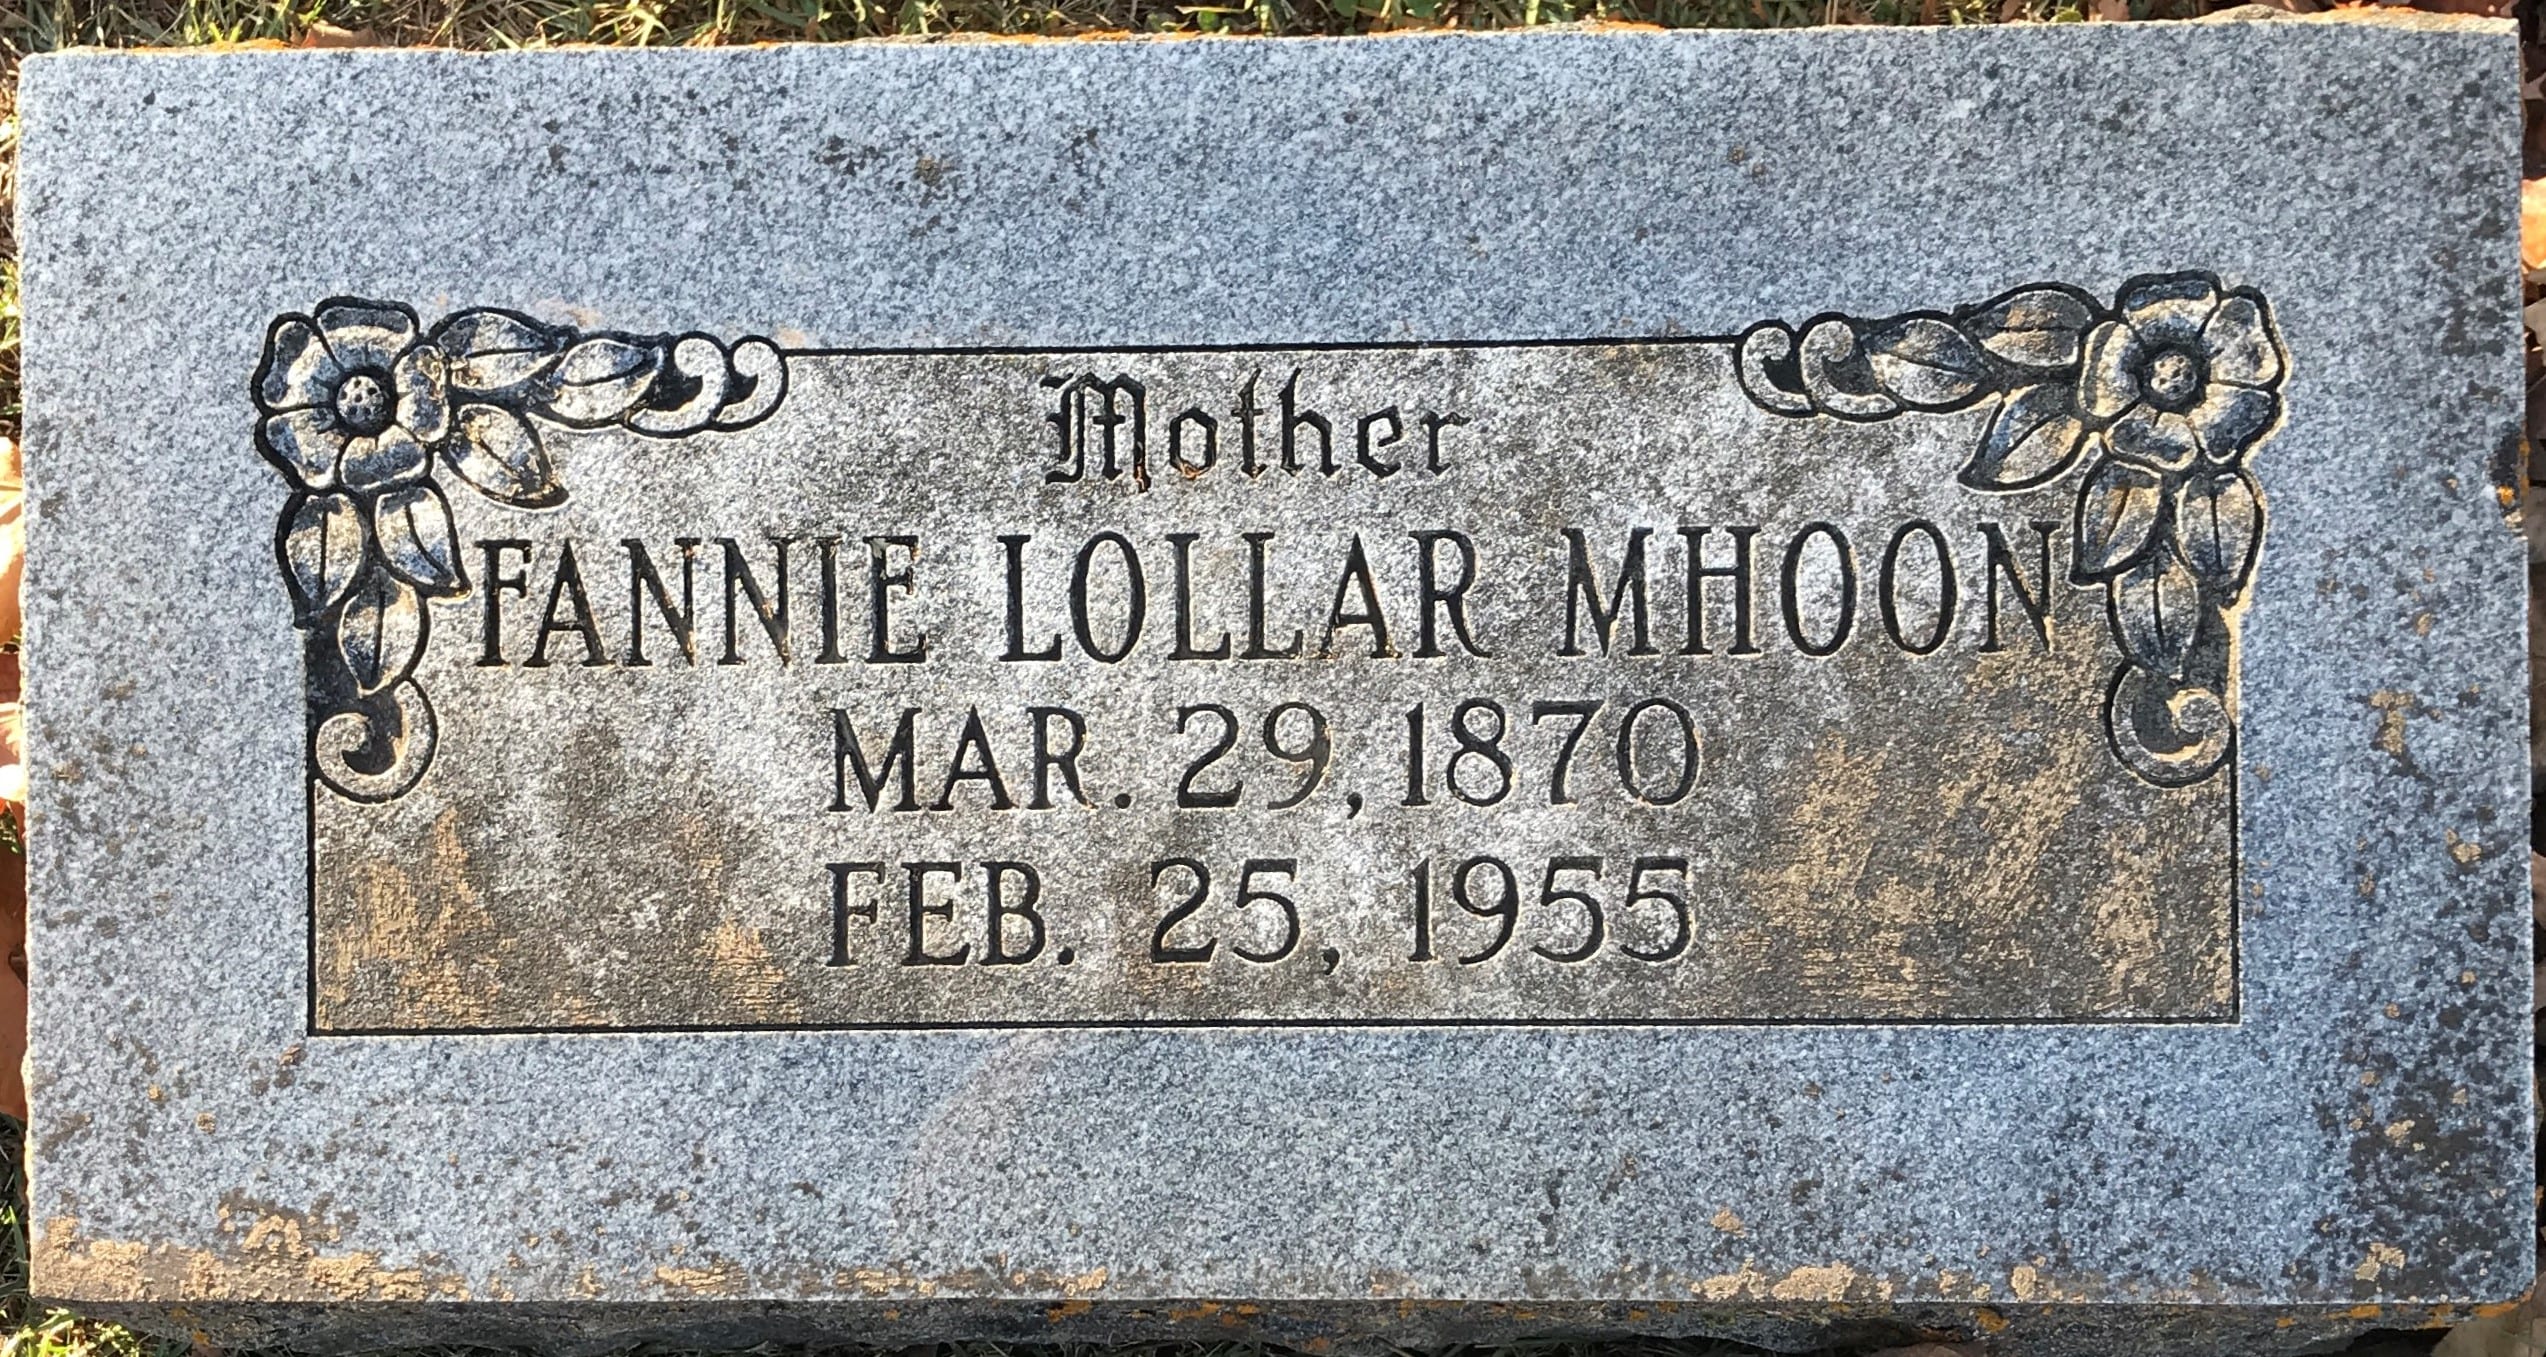 Mother
FANNIE LOLLAR MHOON
MAR. 29, 1870
FEB. 25, 1955